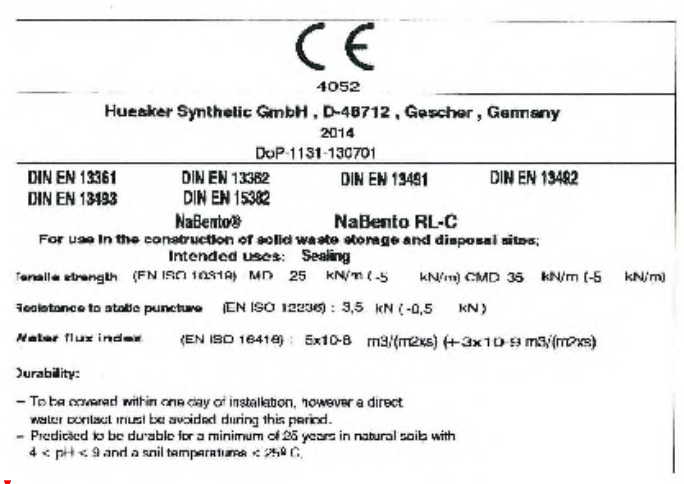 CE
4052
Huesker Synthetic GmbH , D-48712 , Gescher , Germany
2014
DoP-1131-130701
DIN EN 13361 DIN EN 13362 DIN EN 13491 DIN EN 13492
DIN EN 13493 DIN EN 15382
NaBento® NaBento RL-C
For use in the construction of solid waste storage and disposal sites;
Intended uses: Sealing
Tensile strength (EN ISO 10319) MD 25 kN/m (-5 kN/m) CMD 35 kN/m (-5 kN/m)
Resistance to static puncture (EN ISO 12236) : 3,5 kN (-0,5 kN)
Water flux index (EN ISO 16416) : 5x10-8 m3/(m2xs) (+ 3x10-9 m3/(m2xs)
Durability:
– To be covered within one day of installation, however a direct
water contact must be avoided during this period.
– Predicted to be durable for a minimum of 25 years in natural soils with
4 < pH < 9 and a soil temperatures < 25º C,